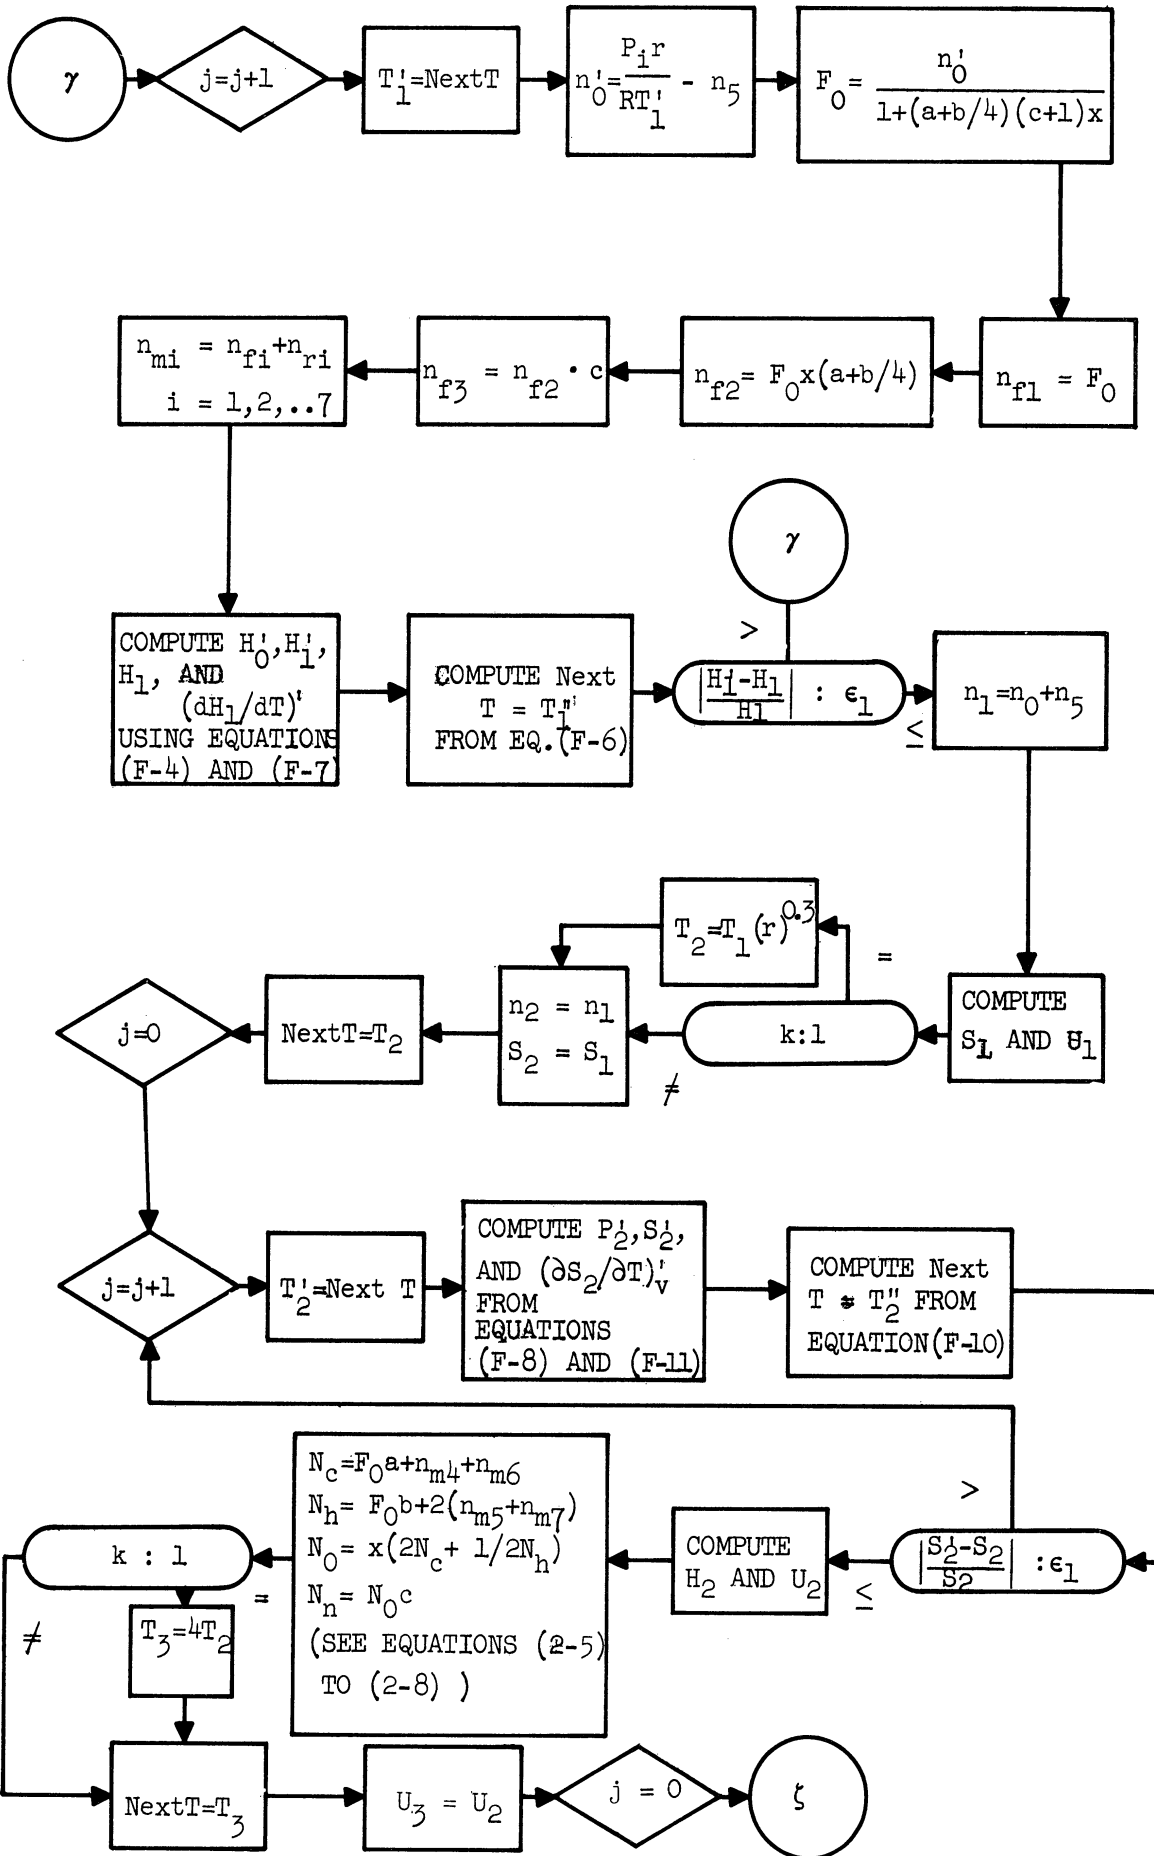 γ
j=j+1
T'₁=NextT
n'₀=Pᵢr/RT'₁ - n₅
F₀= n'₀/1+(a+b/4)(c+1)x
n_mi = n_fi+n_ri
i = 1,2,..7
n_f3 = n_f2 · c
n_f2= F₀x(a+b/4)
n_f1 = F₀
γ
>
COMPUTE H'₀,H'₁,
H₁, AND
(dH₁/dT)'
USING EQUATIONS
(F-4) AND (F-7)
COMPUTE Next
T = T₁"'
FROM EQ.(F-6)
|H'₁-H₁/H₁| : ε₁
≤
n₁=n₀+n₅
T₂=T₁(r)^0.3
=
COMPUTE
S₁ AND U₁
k:1
≠
n₂ = n₁
S₂ = S₁
NextT=T₂
j=0
j=j+1
T'₂=Next T
COMPUTE P'₂,S'₂,
AND (∂S₂/∂T)'ᵥ
FROM
EQUATIONS
(F-8) AND (F-11)
COMPUTE Next
T = T₂" FROM
EQUATION(F-10)
>
|S'₂-S₂/S₂| :ε₁
≤
COMPUTE
H₂ AND U₂
N_c=F₀a+n_m4+n_m6
N_h= F₀b+2(n_m5+n_m7)
N₀= x(2N_c+ 1/2N_h)
N_n= N₀c
(SEE EQUATIONS (2-5)
TO (2-8) )
k : 1
=
≠
T₃=4T₂
NextT=T₃
U₃ = U₂
j = 0
ζ